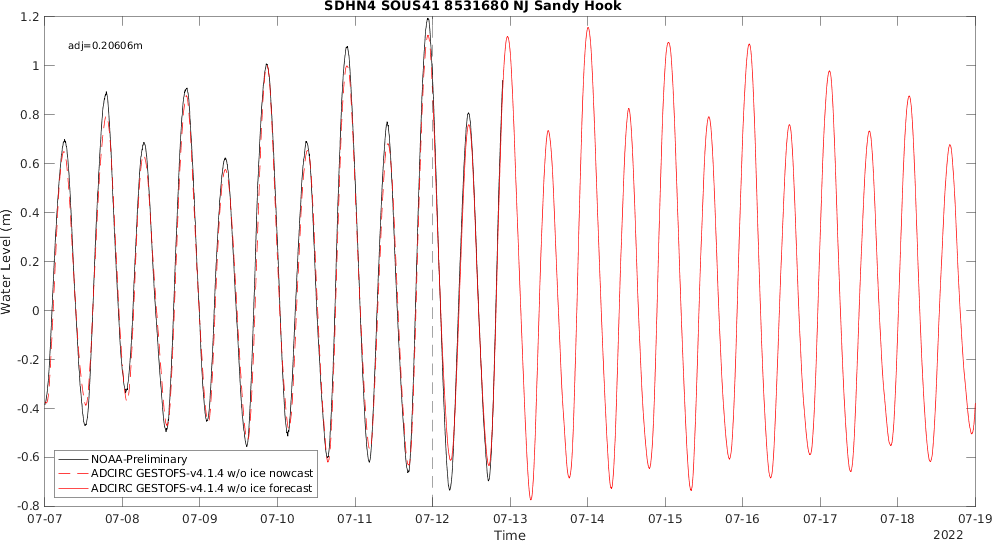 SDHN4 SOUS41 8531680 NJ Sandy Hook
adj=0.20606m
1.2
1
0.8
0.6
0.4
0.2
0
-0.2
-0.4
-0.6
-0.8
Water Level (m)
NOAA-Preliminary
ADCIRC GESTOFS-v4.1.4 w/o ice nowcast
ADCIRC GESTOFS-v4.1.4 w/o ice forecast
07-07 07-08 07-09 07-10 07-11 07-12 07-13 07-14 07-15 07-16 07-17 07-18 07-19
Time
2022